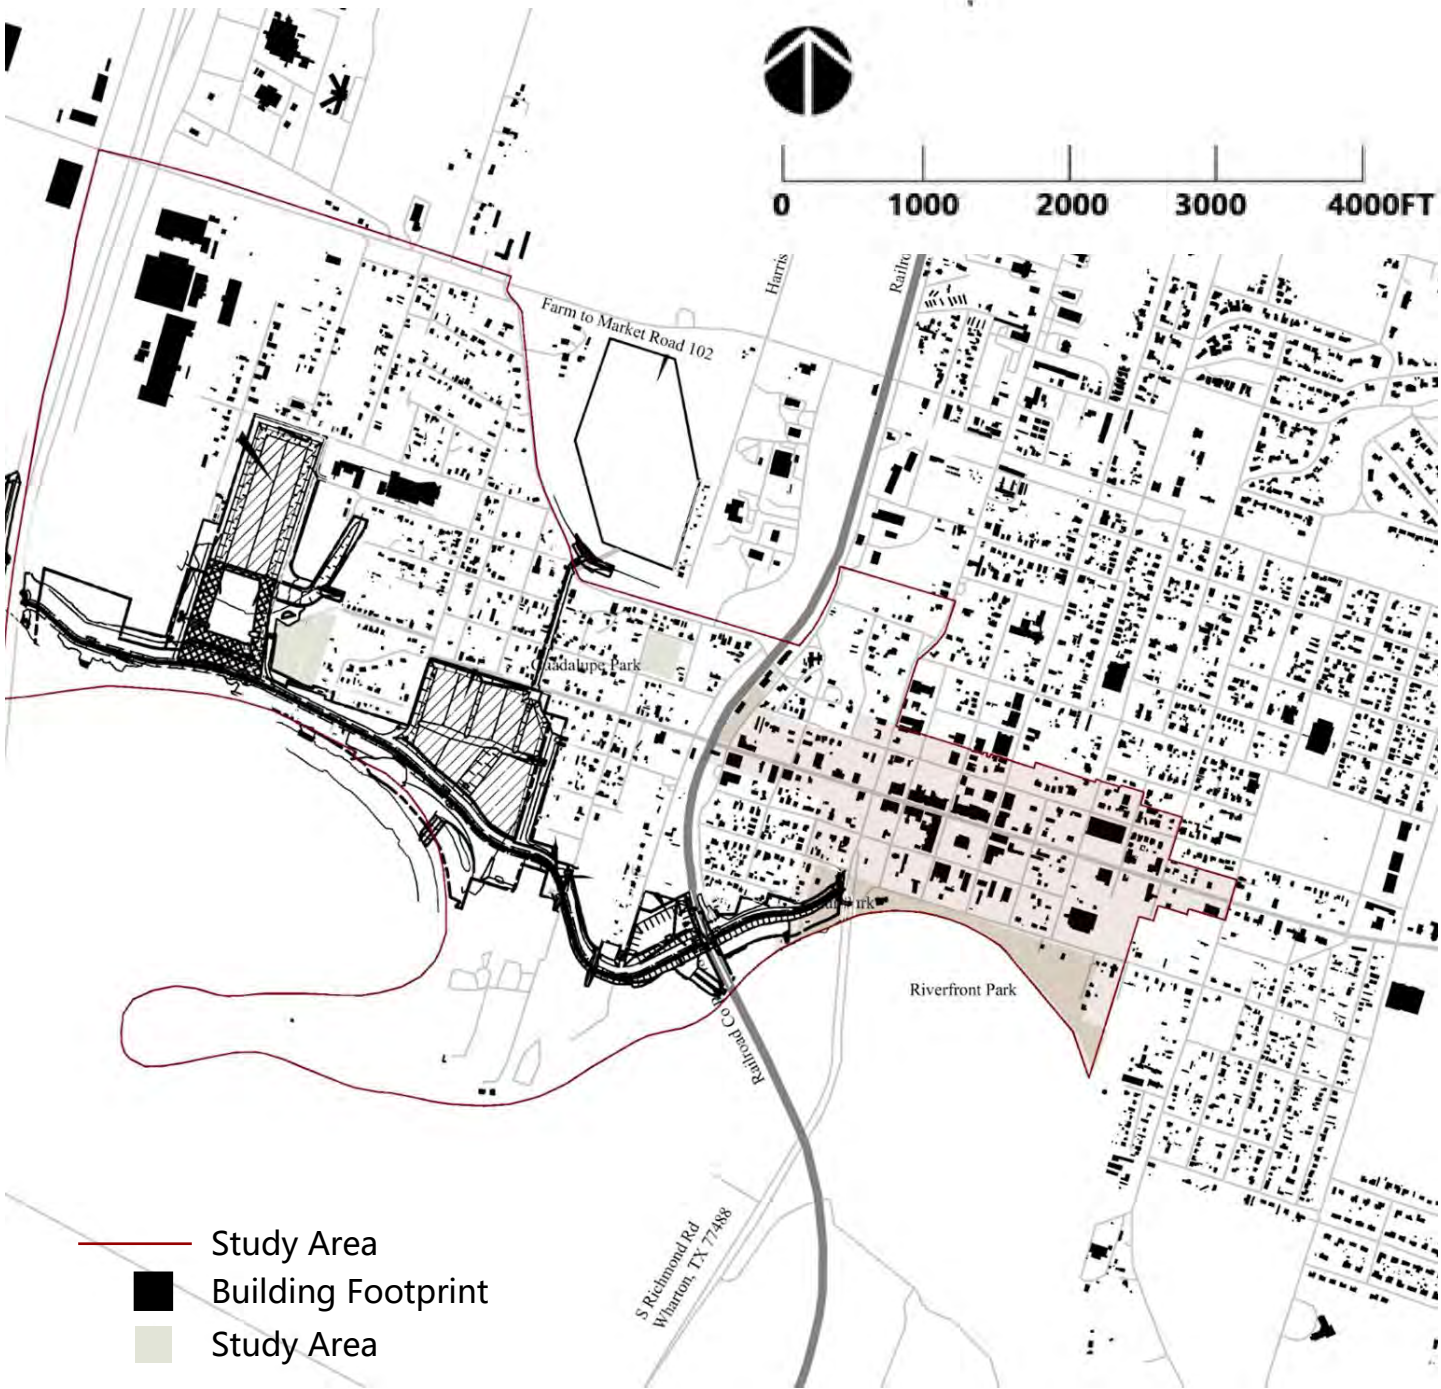 0 1000 2000 3000 4000FT
Harris
Railro
Farm to Market Road 102
Guadalupe Park
Riverfront Park
Railroad Co
S Richmond Rd
Wharton, TX 77488
Study Area
Building Footprint
Study Area